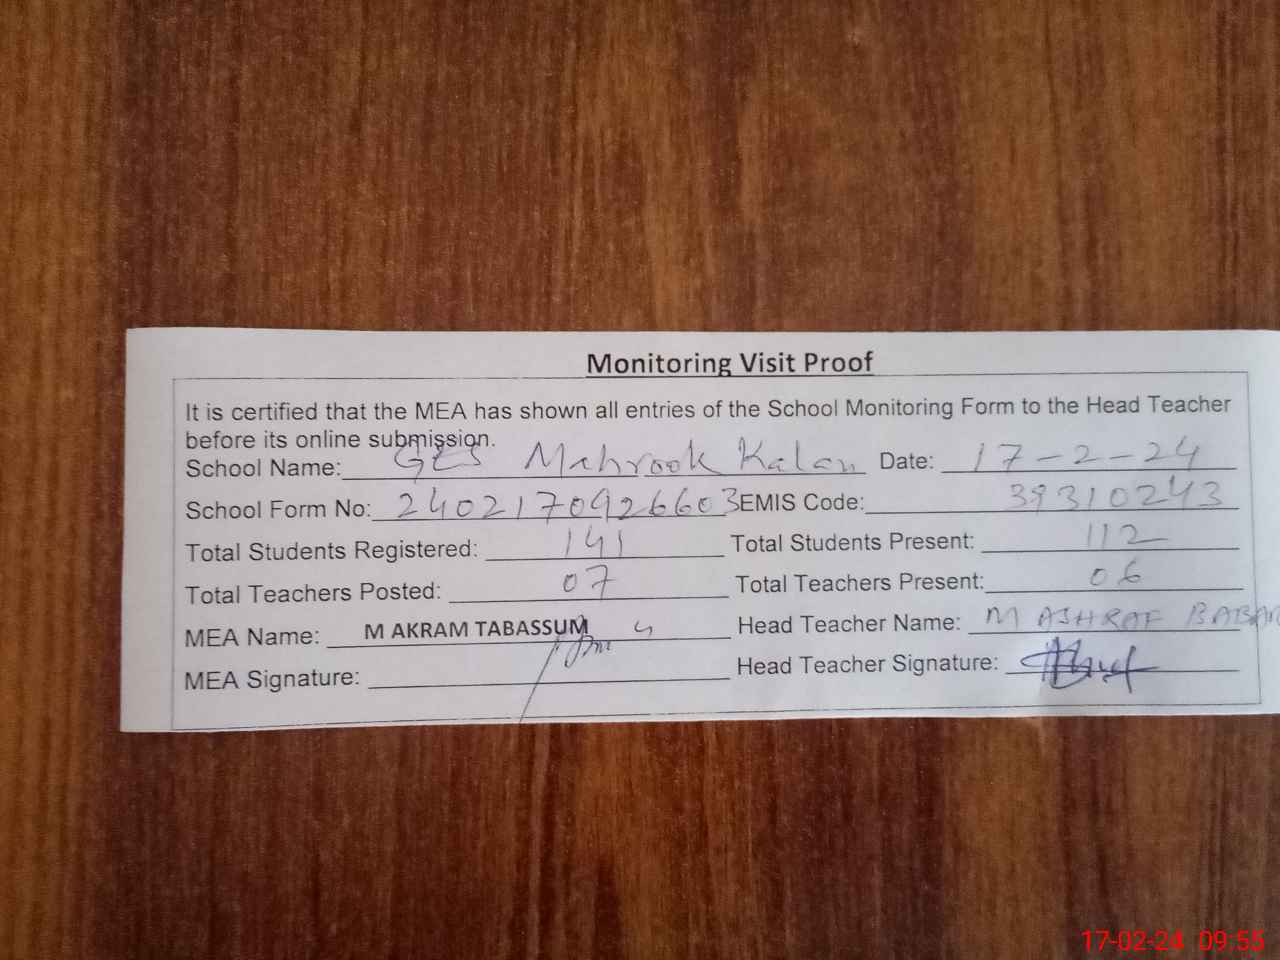 Monitoring Visit Proof
It is certified that the MEA has shown all entries of the School Monitoring Form to the Head Teacher
before its online submission.
School Name: GES Mahrook Kalan Date: 17-2-24
School Form No: 2402170926603 EMIS Code: 39310243
Total Students Registered: 141 Total Students Present: 112
Total Teachers Posted: 07 Total Teachers Present: 06
MEA Name: M AKRAM TABASSUM Head Teacher Name: M ASHRAF BABAR
MEA Signature: Head Teacher Signature:
17-02-24 09:55